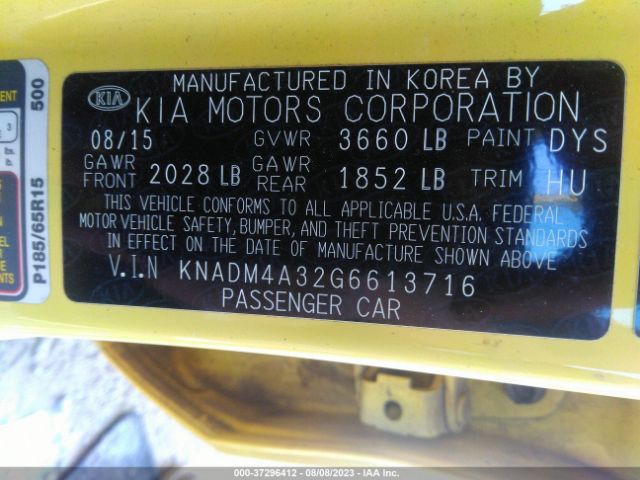 MANUFACTURED IN KOREA BY
KIA KIA MOTORS CORPORATION
08/15 GVWR 3660 LB PAINT DYS
GAWR FRONT 2028 LB GAWR REAR 1852 LB TRIM HU
THIS VEHICLE CONFORMS TO ALL APPLICABLE U.S.A. FEDERAL
MOTOR VEHICLE SAFETY, BUMPER, AND THEFT PREVENTION STANDARDS
IN EFFECT ON THE DATE OF MANUFACTURE SHOWN ABOVE
V.I.N KNADM4A32G6613716
PASSENGER CAR
P185/65R15
500
3
000-37296412 - 08/08/2023 - IAA Inc.